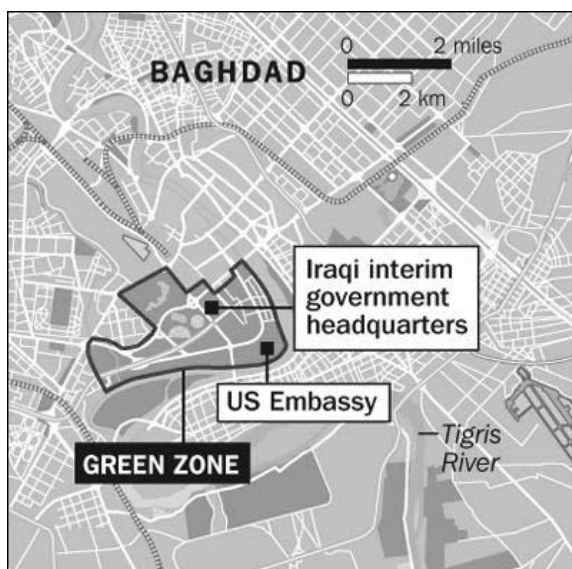 BAGHDAD
0 2 miles
0 2 km
Iraqi interim
government
headquarters
US Embassy
GREEN ZONE
Tigris
River